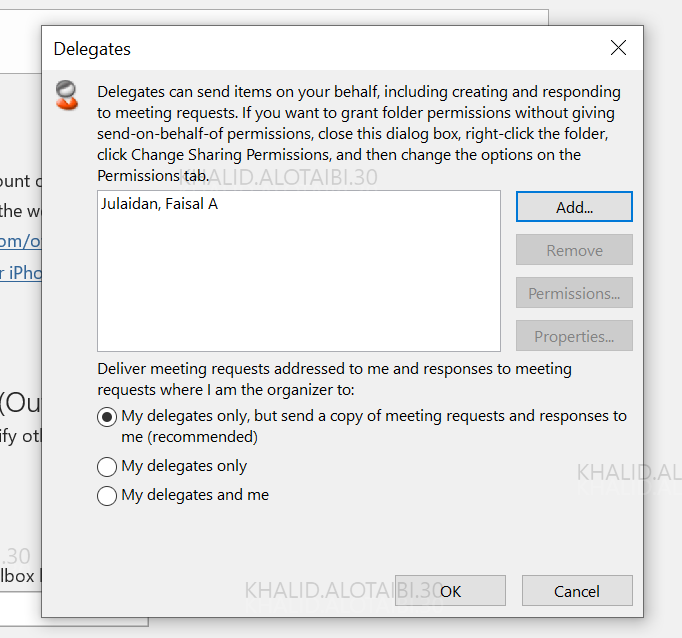 Delegates
Delegates can send items on your behalf, including creating and responding
to meeting requests. If you want to grant folder permissions without giving
send-on-behalf-of permissions, close this dialog box, right-click the folder,
click Change Sharing Permissions, and then change the options on the
Permissions tab.
KHALID.ALOTAIBI.30
Julaidan, Faisal A
Add...
Remove
Permissions...
Properties...
Deliver meeting requests addressed to me and responses to meeting
requests where I am the organizer to:
My delegates only, but send a copy of meeting requests and responses to
me (recommended)
My delegates only
My delegates and me
KHALID.AL
KHALID.ALOTAIBI.30
OK
Cancel
ount
the w
om/o
r iPho
(Ou
ify ot
.30
lbox